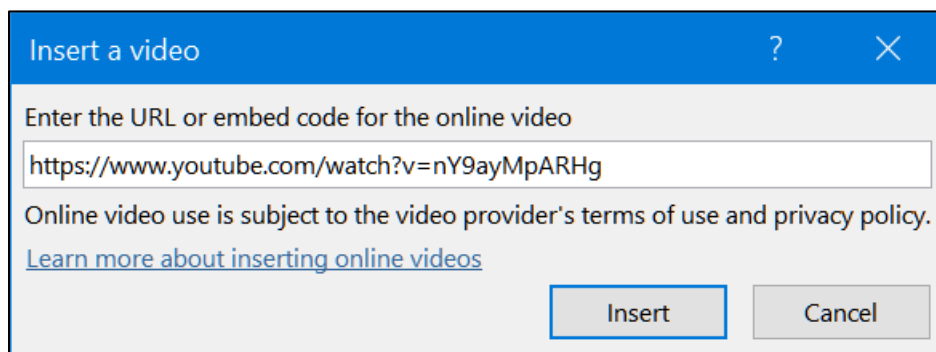 Insert a video
Enter the URL or embed code for the online video
https://www.youtube.com/watch?v=nY9ayMpARHg
Online video use is subject to the video provider's terms of use and privacy policy.
Learn more about inserting online videos
Insert Cancel